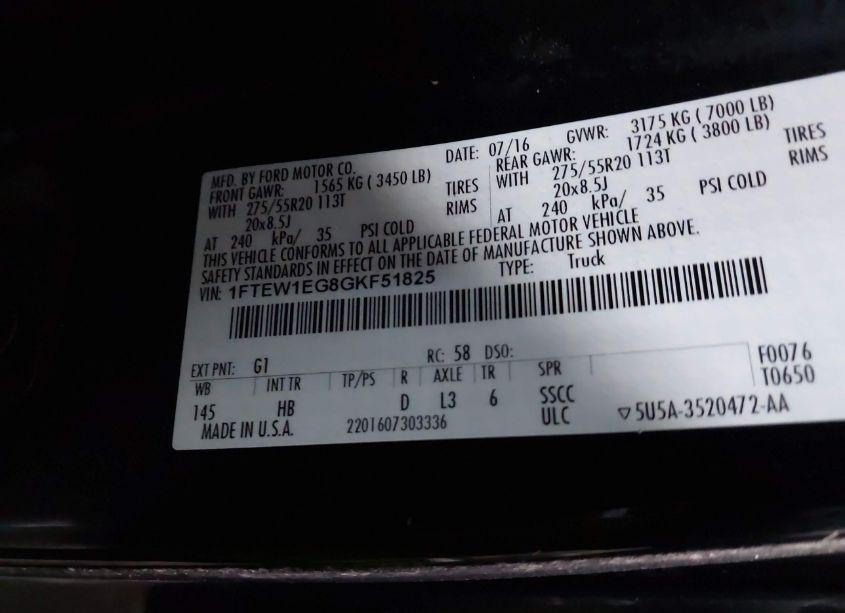 MFD. BY FORD MOTOR CO.
DATE: 07/16 GVWR: 3175 KG ( 7000 LB)
FRONT GAWR: 1565 KG ( 3450 LB)
REAR GAWR: 1724 KG ( 3800 LB)
WITH 275/55R20 113T TIRES
WITH 275/55R20 113T TIRES
20x8.5J RIMS
20x8.5J RIMS
AT 240 kPa/ 35 PSI COLD
AT 240 kPa/ 35 PSI COLD
THIS VEHICLE CONFORMS TO ALL APPLICABLE FEDERAL MOTOR VEHICLE
SAFETY STANDARDS IN EFFECT ON THE DATE OF MANUFACTURE SHOWN ABOVE.
VIN: 1FTEW1EG8GKF51825 TYPE: Truck
EXT PNT: G1 RC: 58 DSO: F0076
WB INT TR TP/PS R AXLE TR SPR T0650
145 HB D L3 6 SSCC
ULC ▽5U5A-3520472-AA
MADE IN U.S.A. 2201607303336